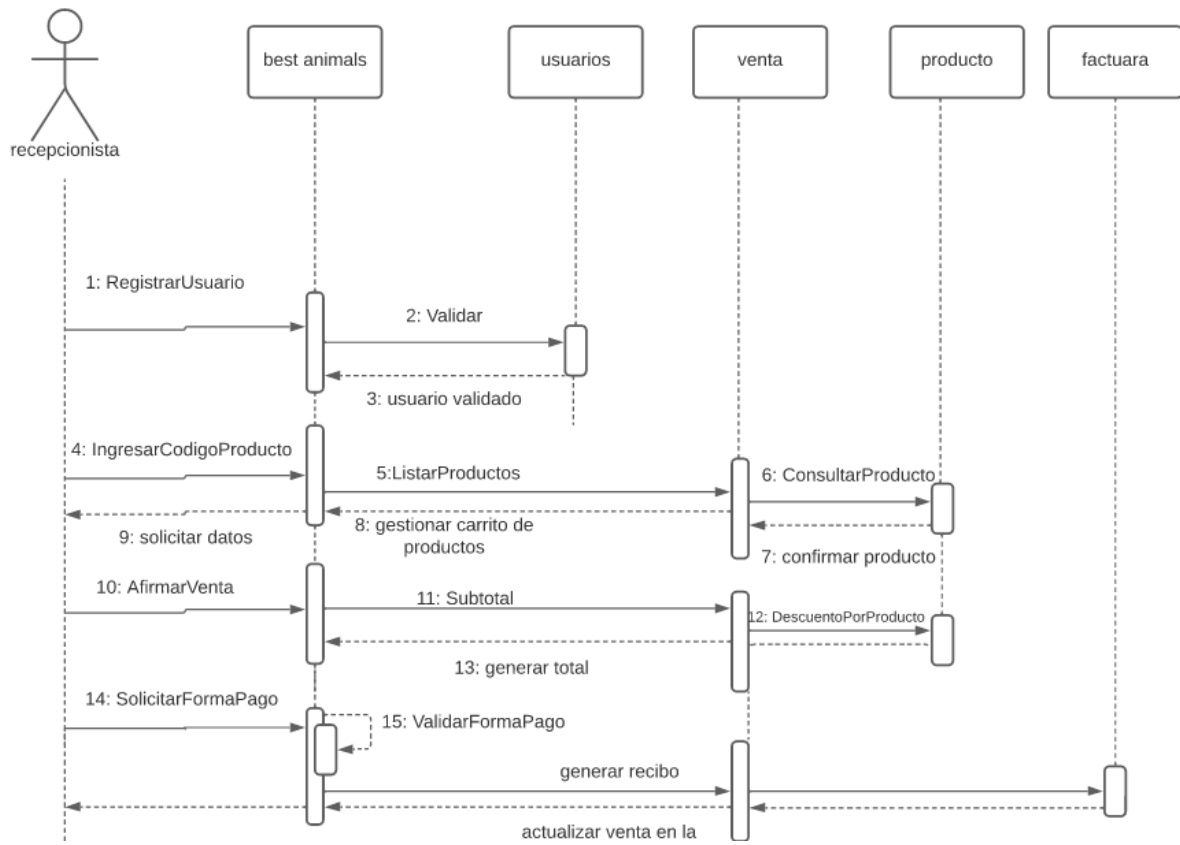 best animals
usuarios
venta
producto
factuara
recepcionista
1: RegistrarUsuario
2: Validar
3: usuario validado
4: IngresarCodigoProducto
5:ListarProductos
6: ConsultarProducto
8: gestionar carrito de
productos
9: solicitar datos
7: confirmar producto
10: AfirmarVenta
11: Subtotal
12: DescuentoPorProducto
13: generar total
14: SolicitarFormaPago
15: ValidarFormaPago
generar recibo
actualizar venta en la